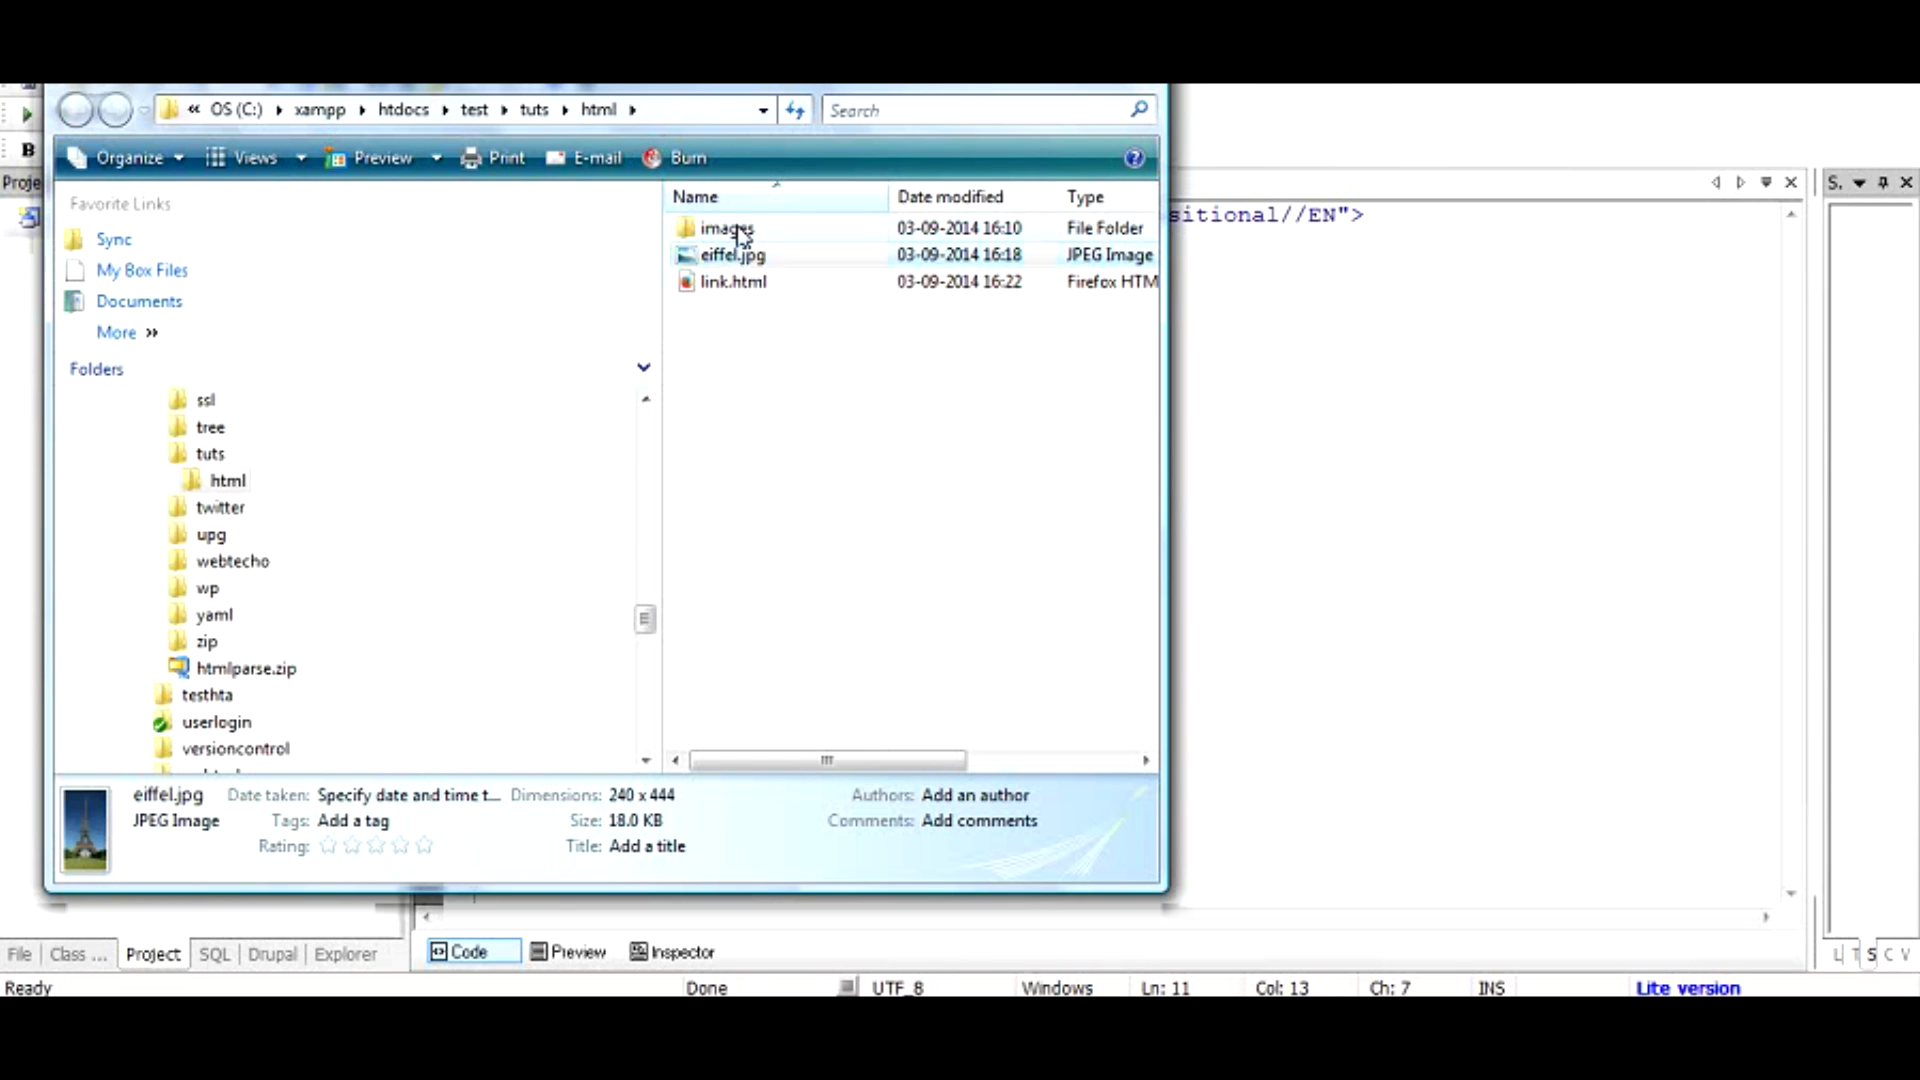 « OS (C:) xampp htdocs test tuts html
Search
B
Organize Views Preview Print E-mail Burn
Proje
S.
Favorite Links
Name Date modified Type
sitional//EN">
Sync
images 03-09-2014 16:10 File Folder
My Box Files
eiffel.jpg 03-09-2014 16:18 JPEG Image
Documents
link.html 03-09-2014 16:22 Firefox HTM
More »
Folders
ssl
tree
tuts
html
twitter
upg
webtecho
wp
yaml
zip
htmlparse.zip
testhta
userlogin
versioncontrol
eiffel.jpg Date taken: Specify date and time t... Dimensions: 240 x 444 Authors: Add an author
JPEG Image Tags: Add a tag Size: 18.0 KB Comments: Add comments
Rating: Title: Add a title
Code Preview Inspector
File Class ... Project SQL Drupal Explorer
L T S C V
Ready Done UTF_8 Windows Ln: 11 Col: 13 Ch: 7 INS Lite version